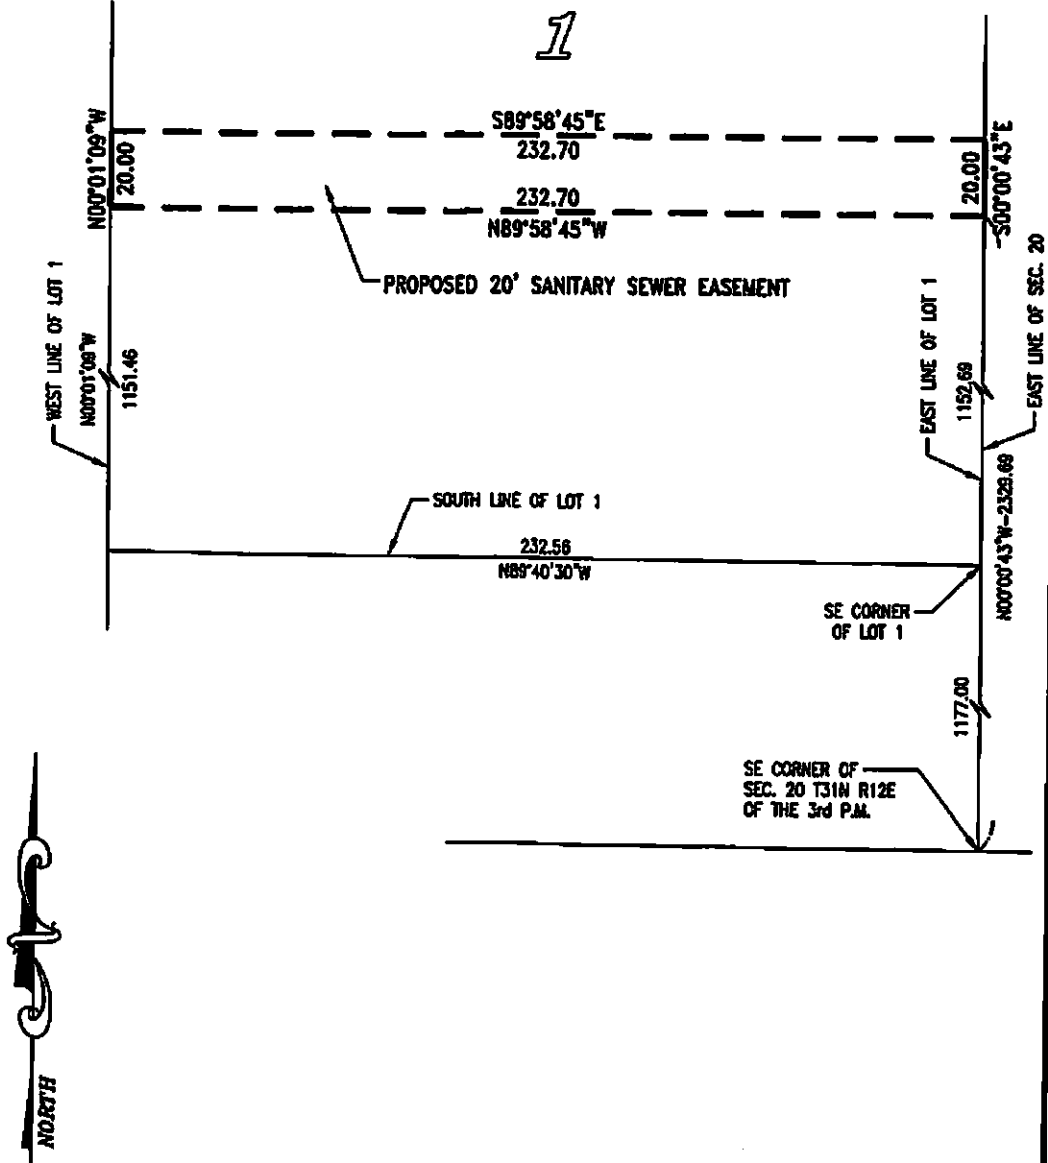 1
S89°58'45"E
232.70
N00°01'09"W
20.00
20.00
S00°00'43"E
232.70
N89°58'45"W
PROPOSED 20' SANITARY SEWER EASEMENT
WEST LINE OF LOT 1
N00°01'09"W
1151.46
EAST LINE OF LOT 1
1152.69
EAST LINE OF SEC. 20
SOUTH LINE OF LOT 1
232.56
N89°40'30"W
N00°00'43"W-2329.69
SE CORNER
OF LOT 1
1177.00
SE CORNER OF
SEC. 20 T31N R12E
OF THE 3rd P.M.
NORTH